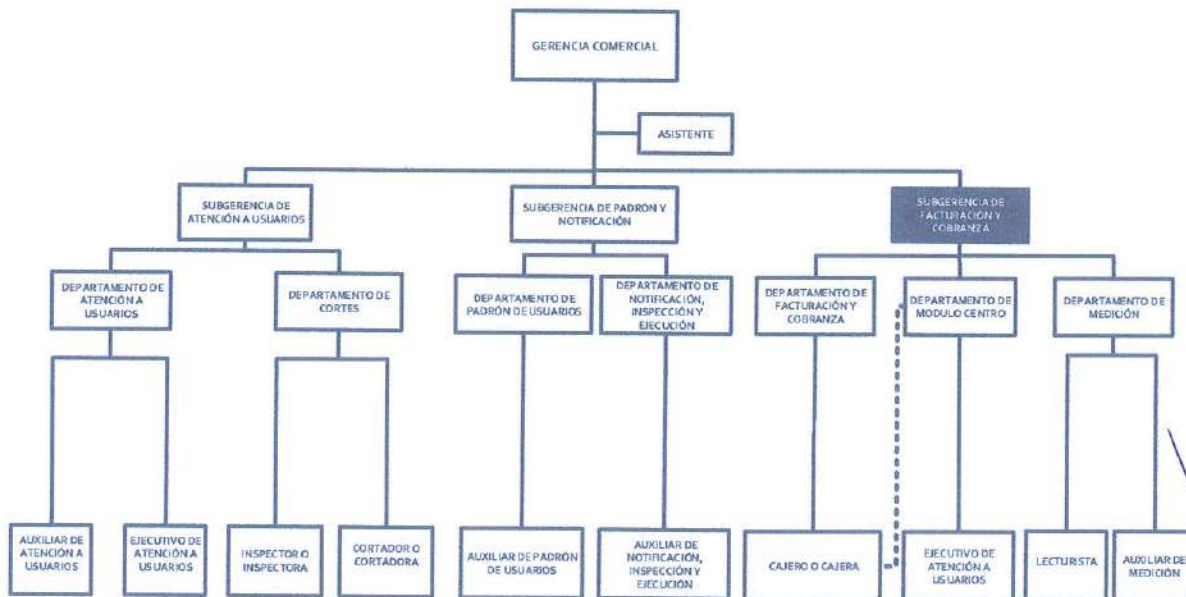 GERENCIA COMERCIAL
ASISTENTE
SUBGERENCIA DE
ATENCIÓN A USUARIOS
SUBGERENCIA DE PADRÓN Y
NOTIFICACIÓN
SUBGERENCIA DE
FACTURACIÓN Y
COBRANZA
DEPARTAMENTO DE
ATENCIÓN A
USUARIOS
DEPARTAMENTO DE
CORTES
DEPARTAMENTO DE
PADRÓN DE USUARIOS
DEPARTAMENTO DE
NOTIFICACIÓN,
INSPECCIÓN Y
EJECUCIÓN
DEPARTAMENTO DE
FACTURACIÓN Y
COBRANZA
DEPARTAMENTO DE
MODULO CENTRO
DEPARTAMENTO DE
MEDICIÓN
AUXILIAR DE
ATENCIÓN A
USUARIOS
EJECUTIVO DE
ATENCIÓN A
USUARIOS
INSPECTOR O
INSPECTORA
CORTADOR O
CORTADORA
AUXILIAR DE PADRÓN
DE USUARIOS
AUXILIAR DE
NOTIFICACIÓN,
INSPECCIÓN Y
EJECUCIÓN
CAJERO O CAJERA
EJECUTIVO DE
ATENCIÓN A
USUARIOS
LECTURISTA
AUXILIAR DE
MEDICIÓN